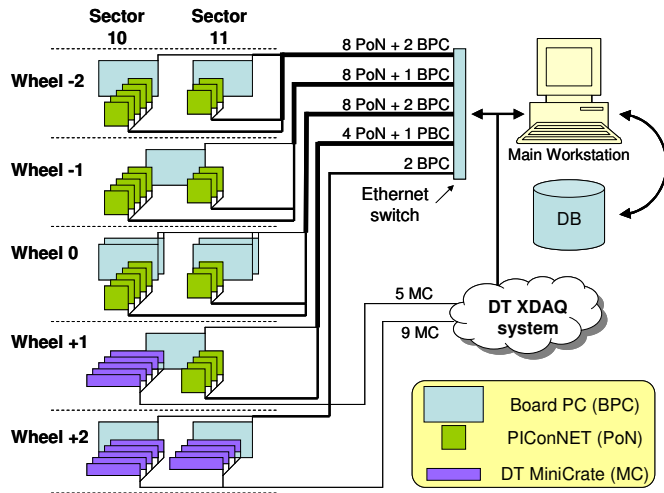 Sector 10
Sector 11
Wheel -2
8 PoN + 2 BPC
8 PoN + 1 BPC
8 PoN + 2 BPC
4 PoN + 1 PBC
2 BPC
Ethernet switch
Main Workstation
DB
Wheel -1
Wheel 0
Wheel +1
Wheel +2
5 MC
9 MC
DT XDAQ system
Board PC (BPC)
PIConNET (PoN)
DT MiniCrate (MC)